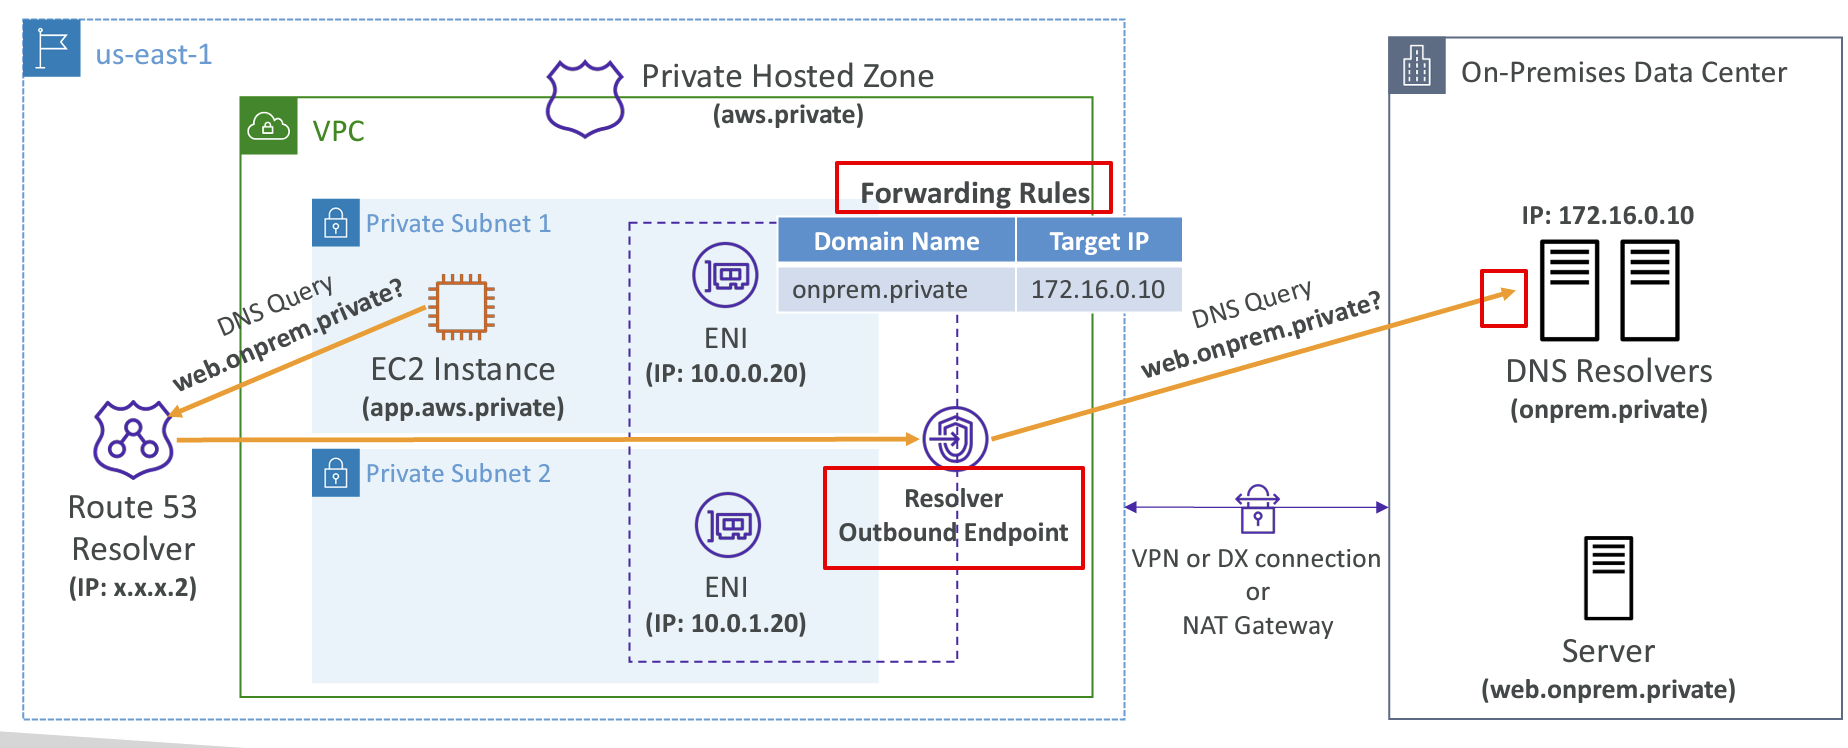 us-east-1
Private Hosted Zone
(aws.private)
VPC
Forwarding Rules
Domain Name Target IP
onprem.private 172.16.0.10
Private Subnet 1
DNS Query
web.onprem.private?
EC2 Instance
(app.aws.private)
ENI
(IP: 10.0.0.20)
Route 53
Resolver
(IP: x.x.x.2)
Private Subnet 2
ENI
(IP: 10.0.1.20)
Resolver
Outbound Endpoint
DNS Query
web.onprem.private?
VPN or DX connection
or
NAT Gateway
On-Premises Data Center
IP: 172.16.0.10
DNS Resolvers
(onprem.private)
Server
(web.onprem.private)